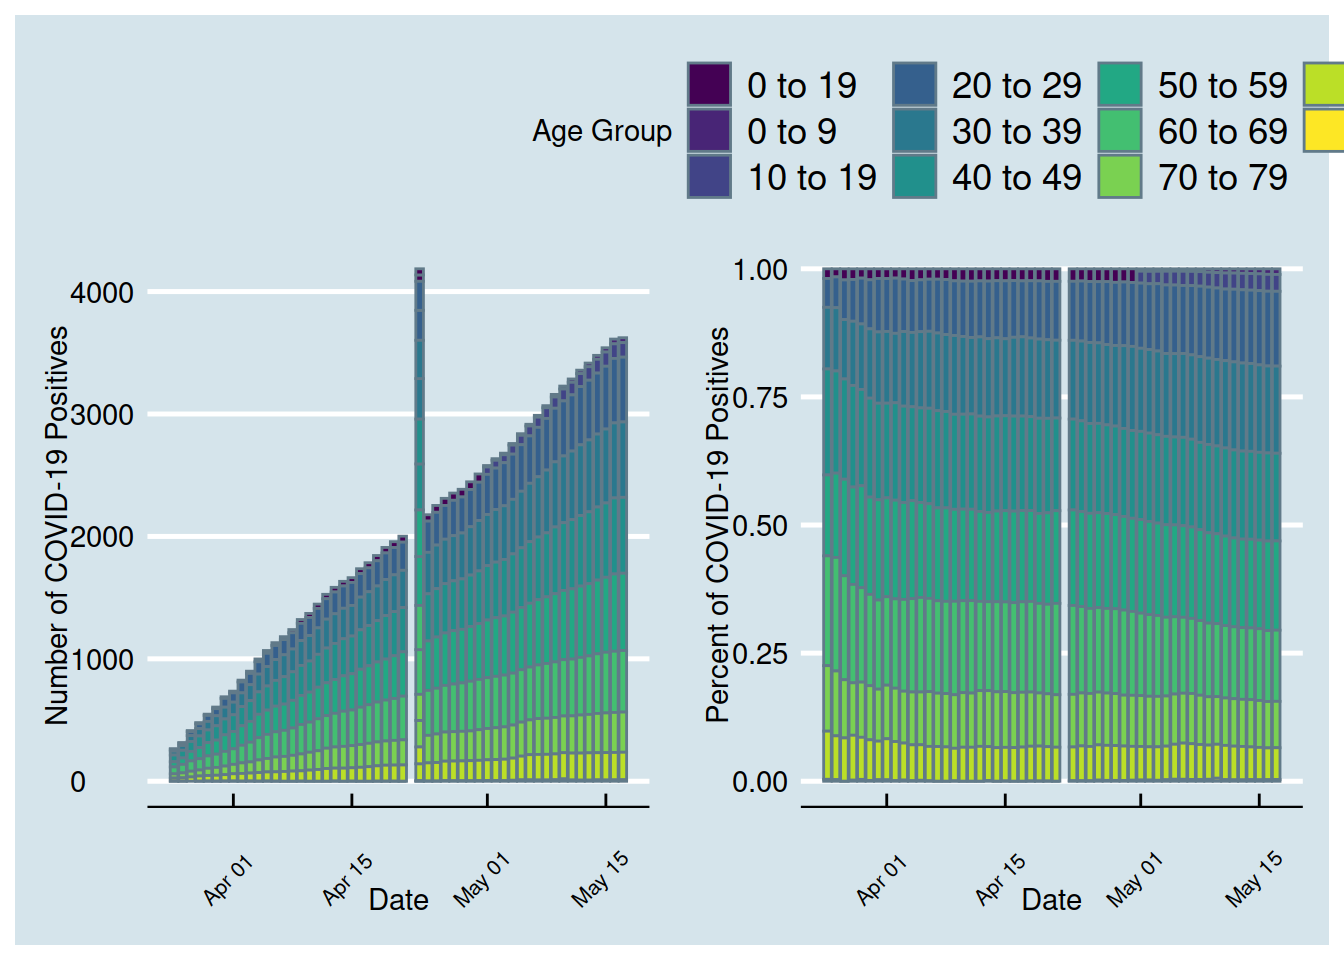 Age Group
0 to 19
0 to 9
10 to 19
20 to 29
30 to 39
40 to 49
50 to 59
60 to 69
70 to 79
Number of COVID-19 Positives
4000
3000
2000
1000
0
Apr 01
Apr 15
May 01
May 15
Date
Percent of COVID-19 Positives
1.00
0.75
0.50
0.25
0.00
Apr 01
Apr 15
May 01
May 15
Date